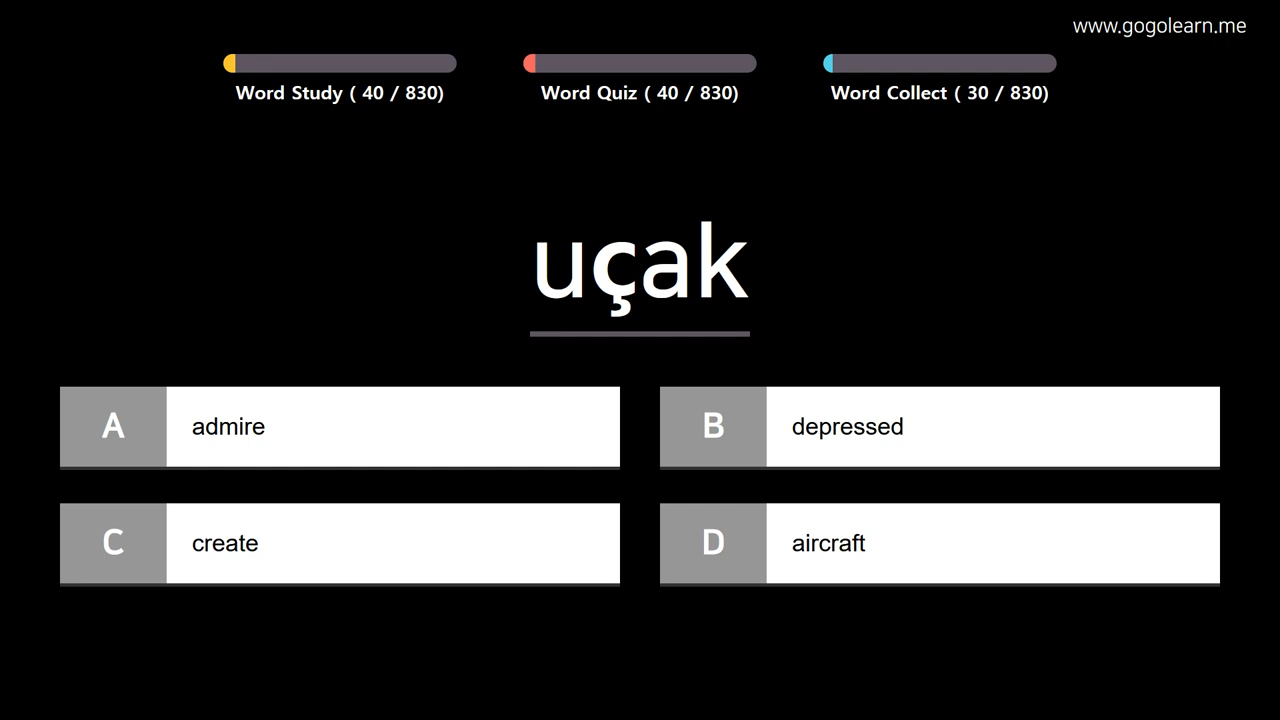 www.gogolearn.me
Word Study ( 40 / 830)
Word Quiz ( 40 / 830)
Word Collect ( 30 / 830)
uçak
A admire
B depressed
C create
D aircraft